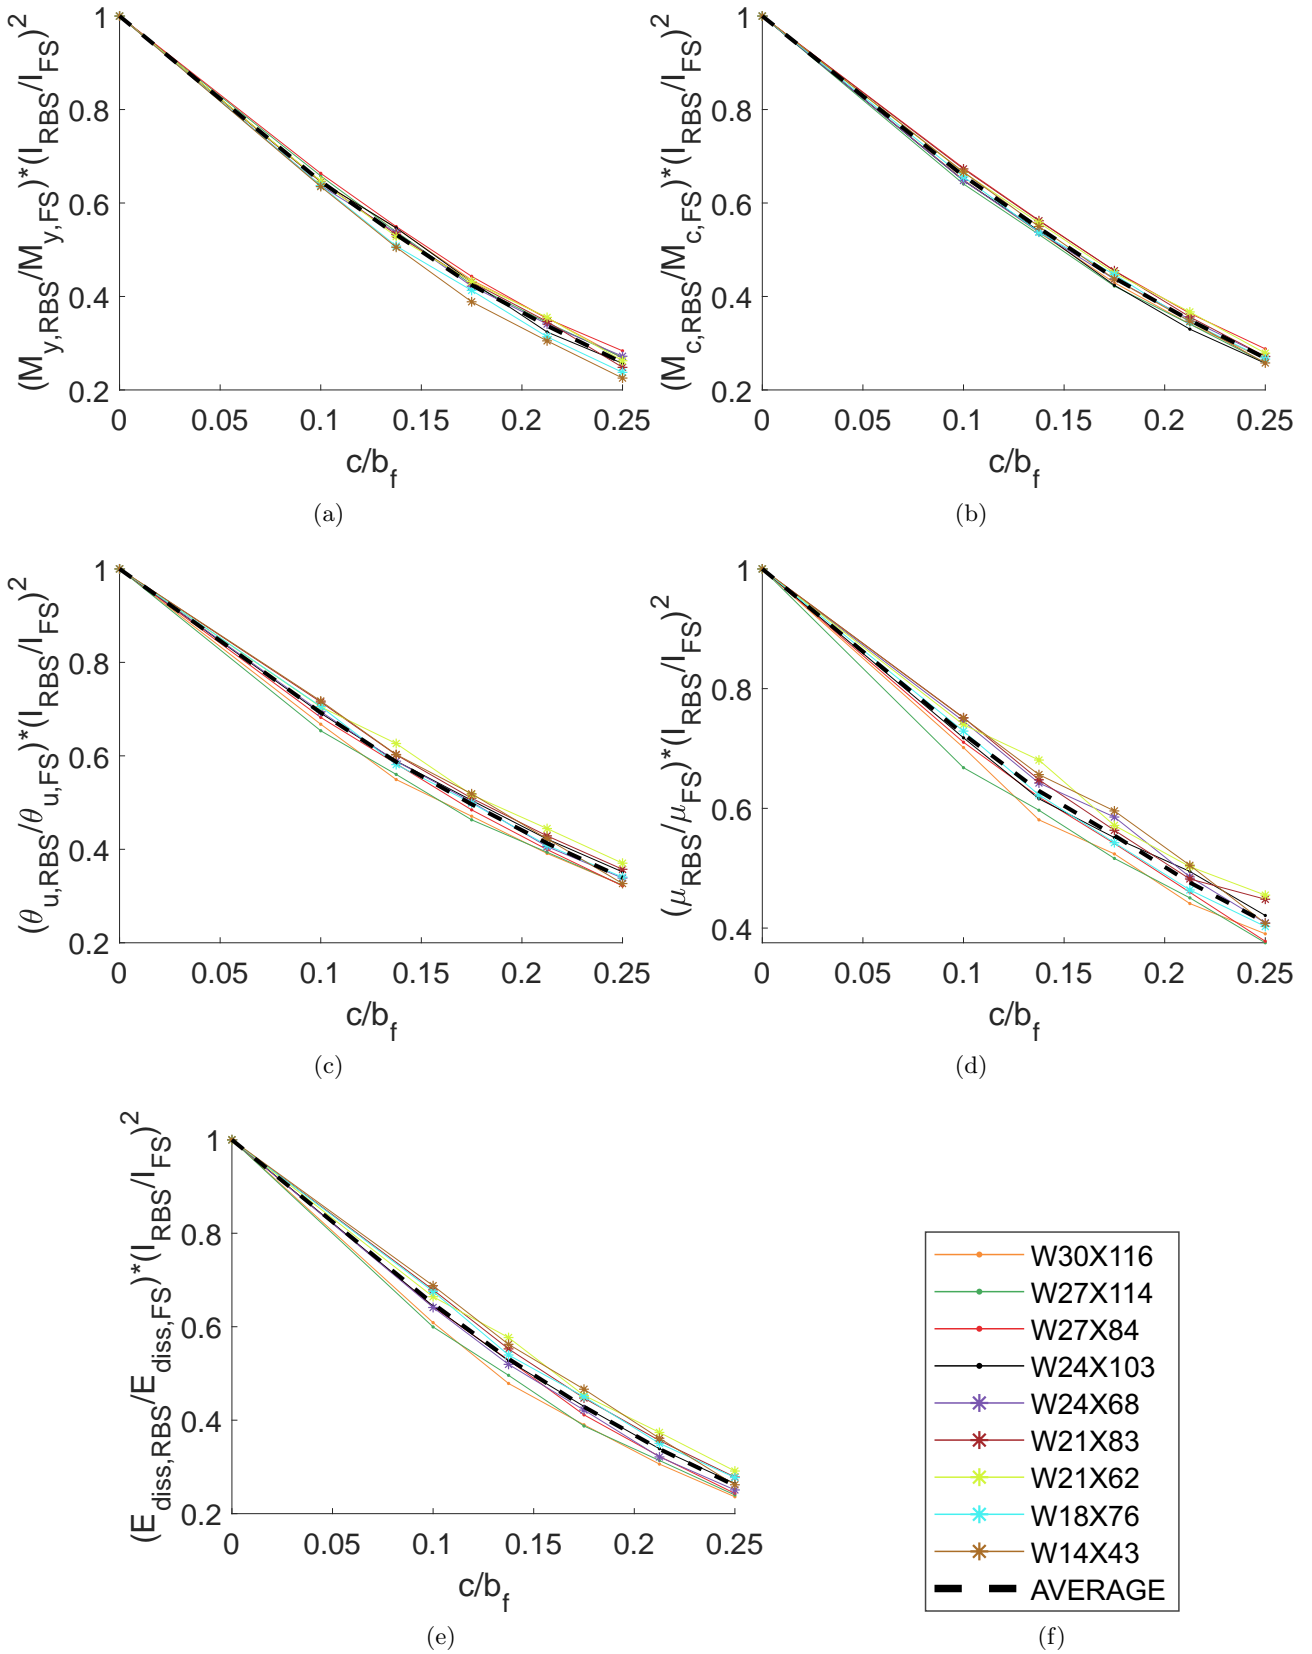 (M_y,RBS/M_y,FS)*(I_RBS/I_FS)^2
1
0.8
0.6
0.4
0.2
0 0.05 0.1 0.15 0.2 0.25
c/b_f
(a)
(M_c,RBS/M_c,FS)*(I_RBS/I_FS)^2
1
0.8
0.6
0.4
0.2
0 0.05 0.1 0.15 0.2 0.25
c/b_f
(b)
(θ_u,RBS/θ_u,FS)*(I_RBS/I_FS)^2
1
0.8
0.6
0.4
0.2
0 0.05 0.1 0.15 0.2 0.25
c/b_f
(c)
(μ_RBS/μ_FS)*(I_RBS/I_FS)^2
1
0.8
0.6
0.4
0 0.05 0.1 0.15 0.2 0.25
c/b_f
(d)
(E_diss,RBS/E_diss,FS)*(I_RBS/I_FS)^2
1
0.8
0.6
0.4
0.2
0 0.05 0.1 0.15 0.2 0.25
c/b_f
(e)
W30X116
W27X114
W27X84
W24X103
W24X68
W21X83
W21X62
W18X76
W14X43
AVERAGE
(f)